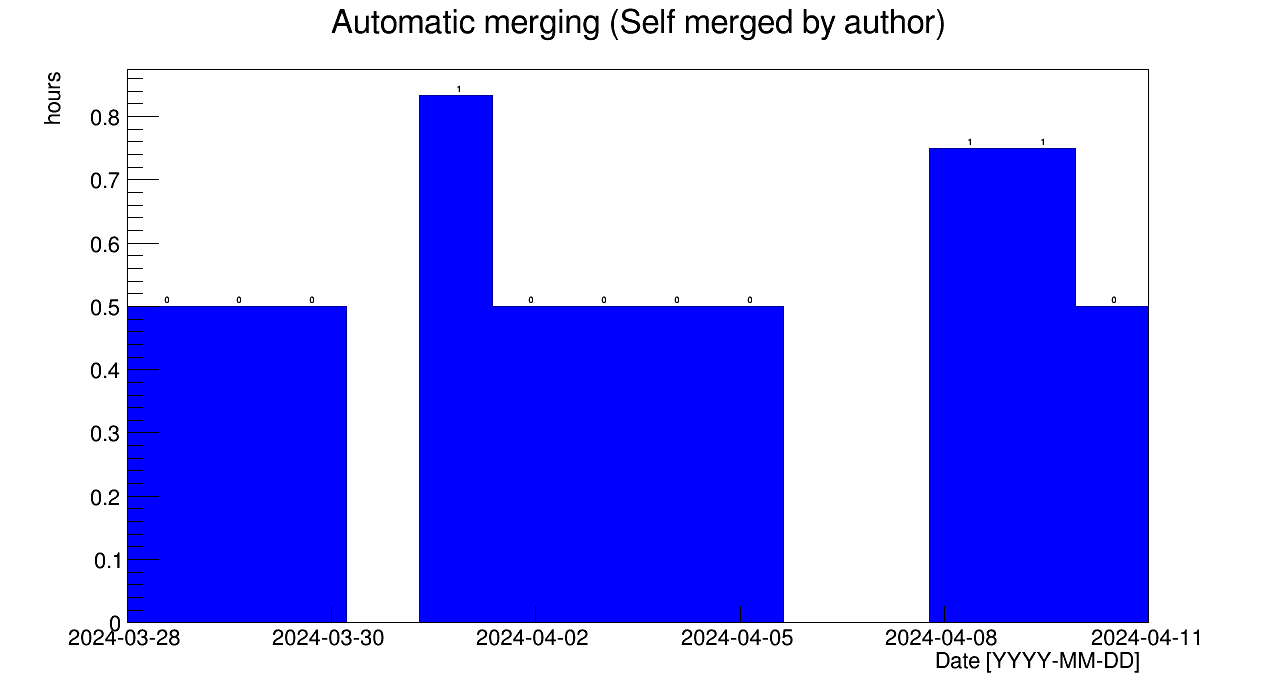 Automatic merging (Self merged by author)
hours
0.8
0.7
0.6
0.5
0.4
0.3
0.2
0.1
0
1
1 1
0 0 0 0 0 0 0 0
2024-03-28 2024-03-30 2024-04-02 2024-04-05 2024-04-08 2024-04-11
Date [YYYY-MM-DD]